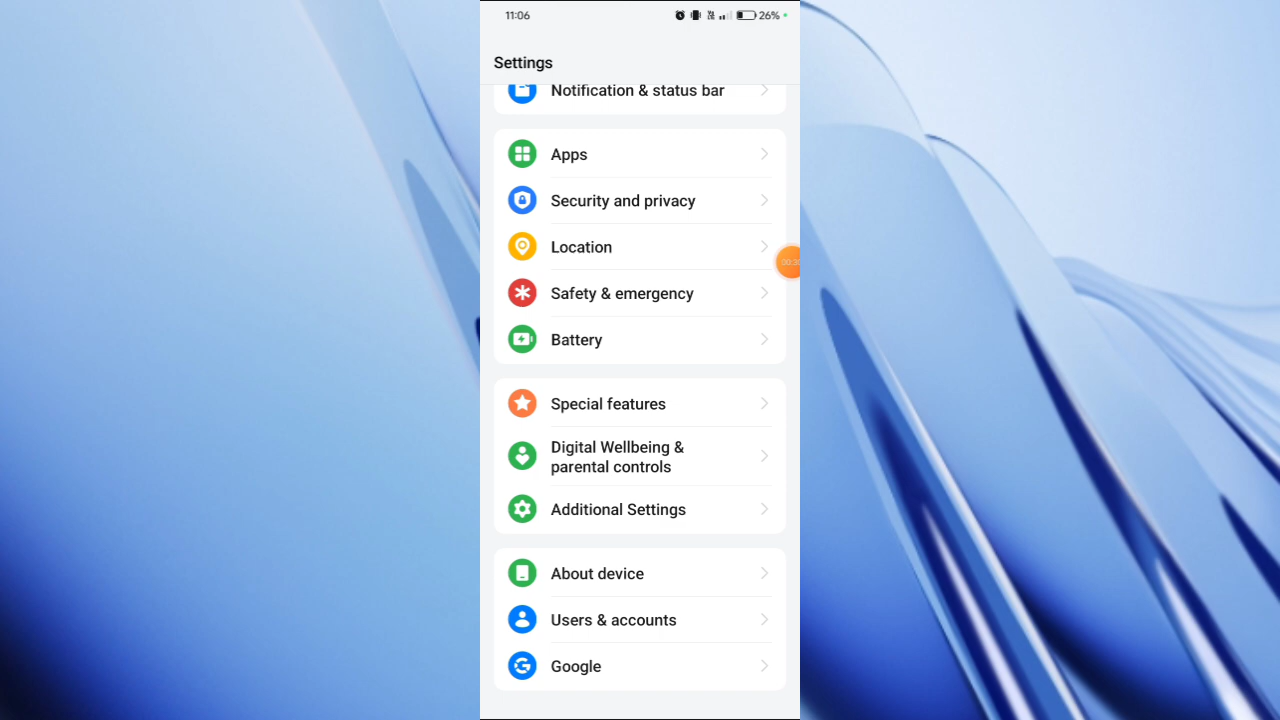 11:06
26%
Settings
Notification & status bar
Apps
Security and privacy
Location
Safety & emergency
Battery
Special features
Digital Wellbeing &
parental controls
Additional Settings
About device
Users & accounts
Google